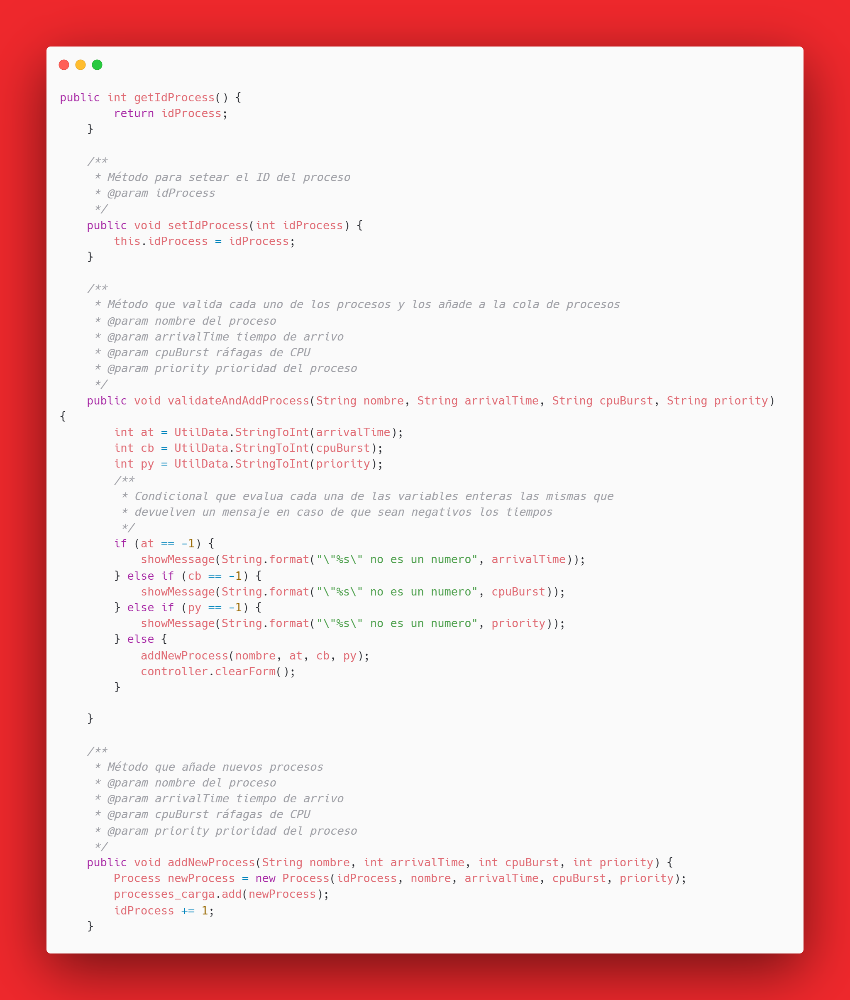 public int getIdProcess() {
        return idProcess;
    }

    /**
     * Método para setear el ID del proceso
     * @param idProcess
     */
    public void setIdProcess(int idProcess) {
        this.idProcess = idProcess;
    }

    /**
     * Método que valida cada uno de los procesos y los añade a la cola de procesos
     * @param nombre del proceso
     * @param arrivalTime tiempo de arrivo
     * @param cpuBurst ráfagas de CPU
     * @param priority prioridad del proceso
     */
    public void validateAndAddProcess(String nombre, String arrivalTime, String cpuBurst, String priority)
{
        int at = UtilData.StringToInt(arrivalTime);
        int cb = UtilData.StringToInt(cpuBurst);
        int py = UtilData.StringToInt(priority);
        /**
         * Condicional que evalua cada una de las variables enteras las mismas que
         * devuelven un mensaje en caso de que sean negativos los tiempos
         */
        if (at == -1) {
            showMessage(String.format("\"%s\" no es un numero", arrivalTime));
        } else if (cb == -1) {
            showMessage(String.format("\"%s\" no es un numero", cpuBurst));
        } else if (py == -1) {
            showMessage(String.format("\"%s\" no es un numero", priority));
        } else {
            addNewProcess(nombre, at, cb, py);
            controller.clearForm();
        }

    }

    /**
     * Método que añade nuevos procesos
     * @param nombre del proceso
     * @param arrivalTime tiempo de arrivo
     * @param cpuBurst ráfagas de CPU
     * @param priority prioridad del proceso
     */
    public void addNewProcess(String nombre, int arrivalTime, int cpuBurst, int priority) {
        Process newProcess = new Process(idProcess, nombre, arrivalTime, cpuBurst, priority);
        processes_carga.add(newProcess);
        idProcess += 1;
    }